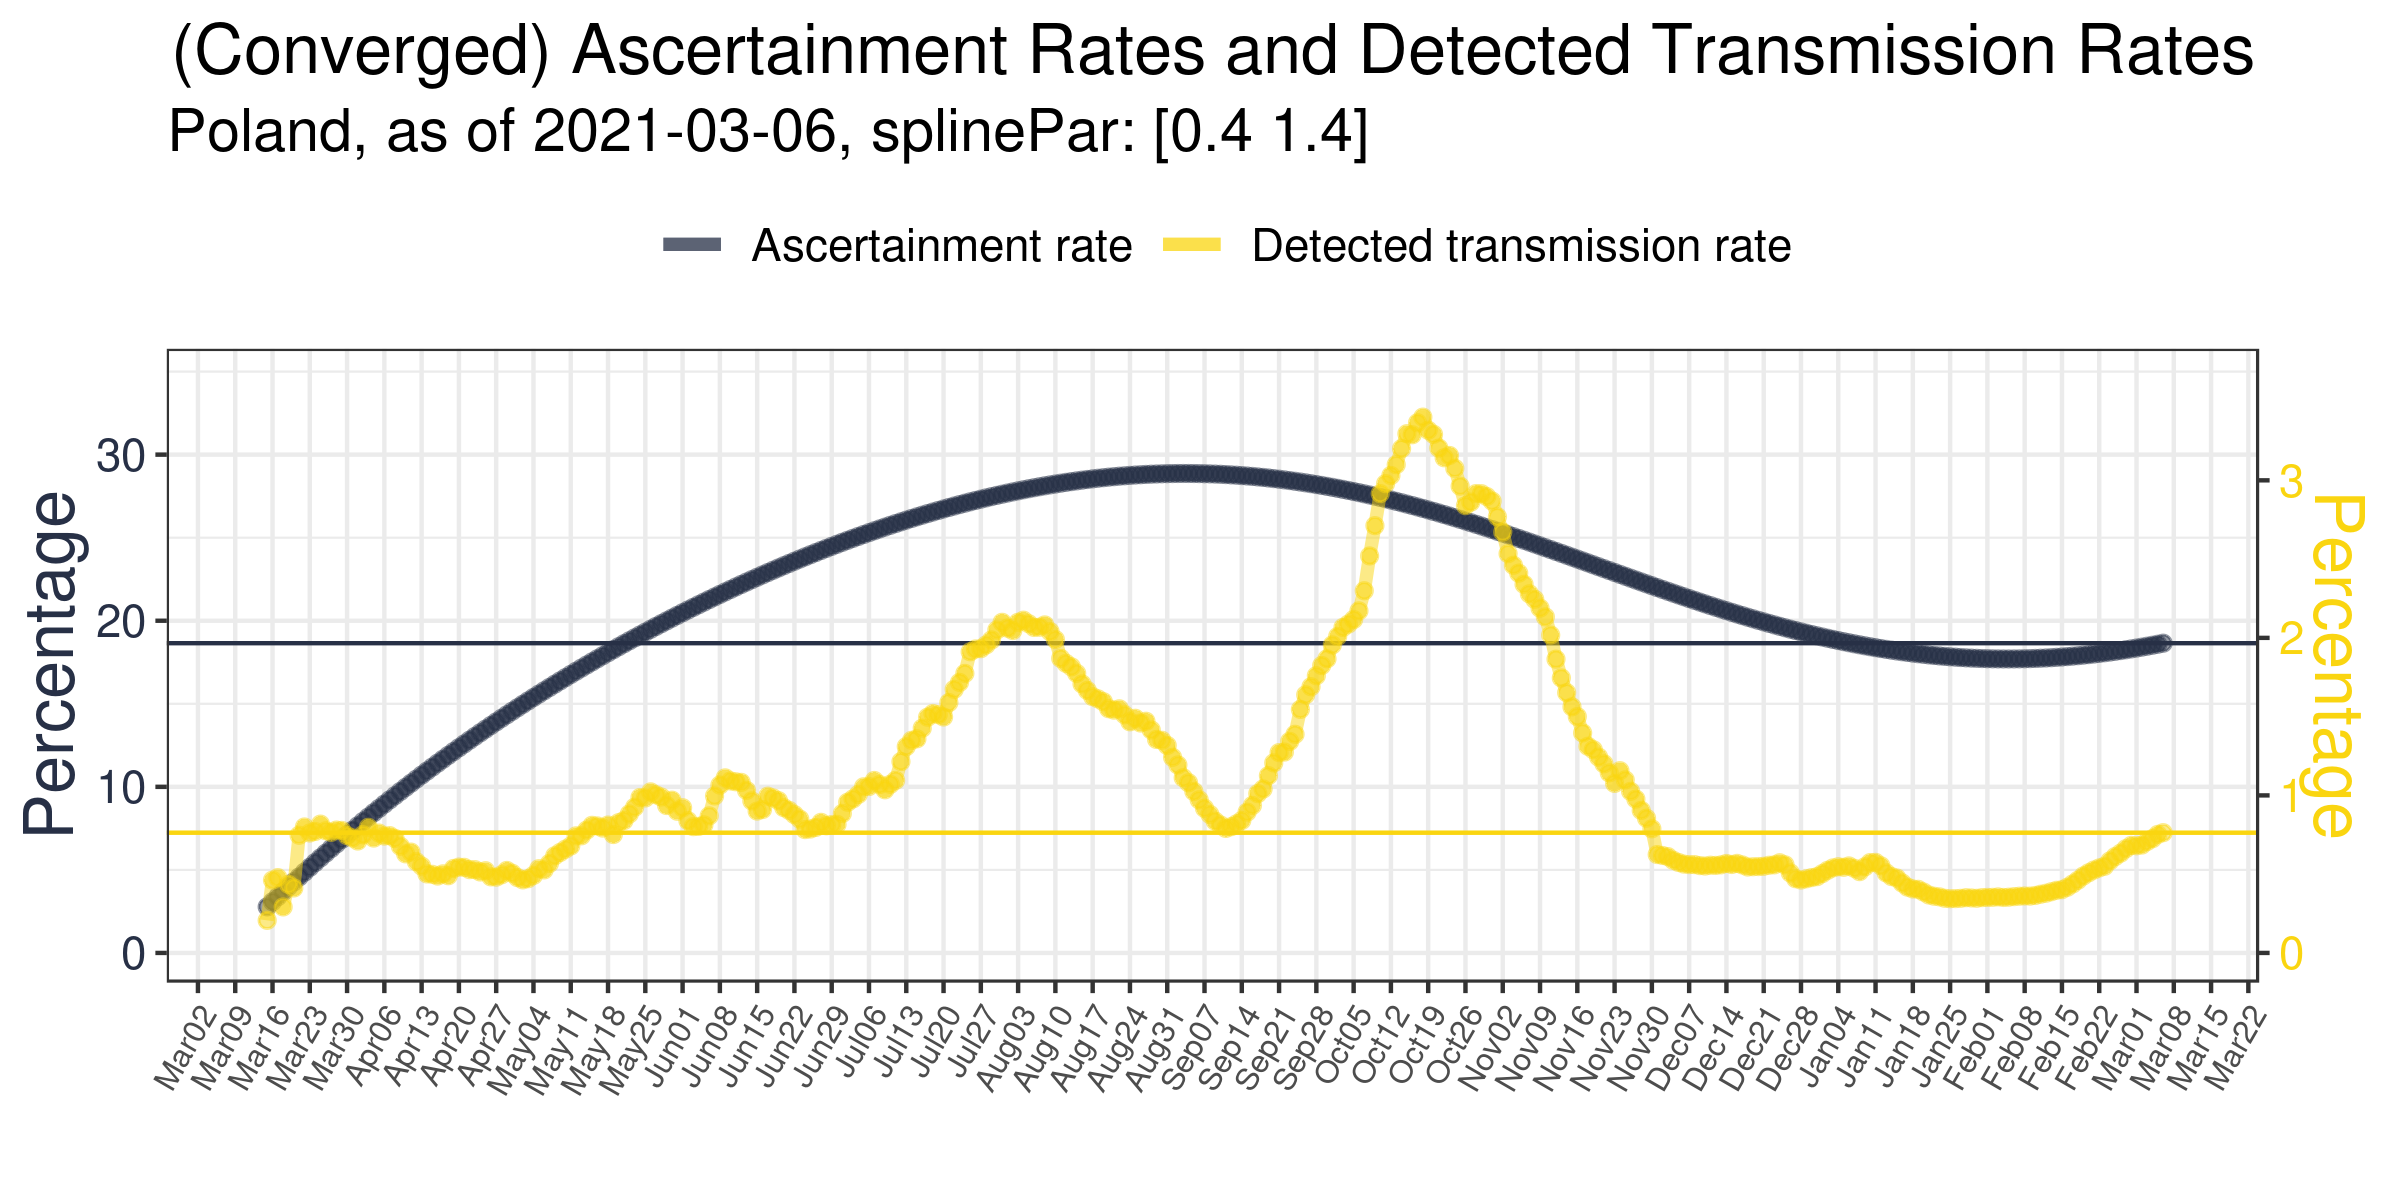 (Converged) Ascertainment Rates and Detected Transmission Rates
Poland, as of 2021-03-06, splinePar: [0.4 1.4]
Ascertainment rate
Detected transmission rate
Percentage
30
20
10
0
3
2
1
0
Percentage
Mar02
Mar09
Mar16
Mar23
Mar30
Apr06
Apr13
Apr20
Apr27
May04
May11
May18
May25
Jun01
Jun08
Jun15
Jun22
Jun29
Jul06
Jul13
Jul20
Jul27
Aug03
Aug10
Aug17
Aug24
Aug31
Sep07
Sep14
Sep21
Sep28
Oct05
Oct12
Oct19
Oct26
Nov02
Nov09
Nov16
Nov23
Nov30
Dec07
Dec14
Dec21
Dec28
Dec04
Jan11
Jan18
Jan25
Feb01
Feb08
Feb15
Feb22
Mar01
Mar08
Mar15
Mar22